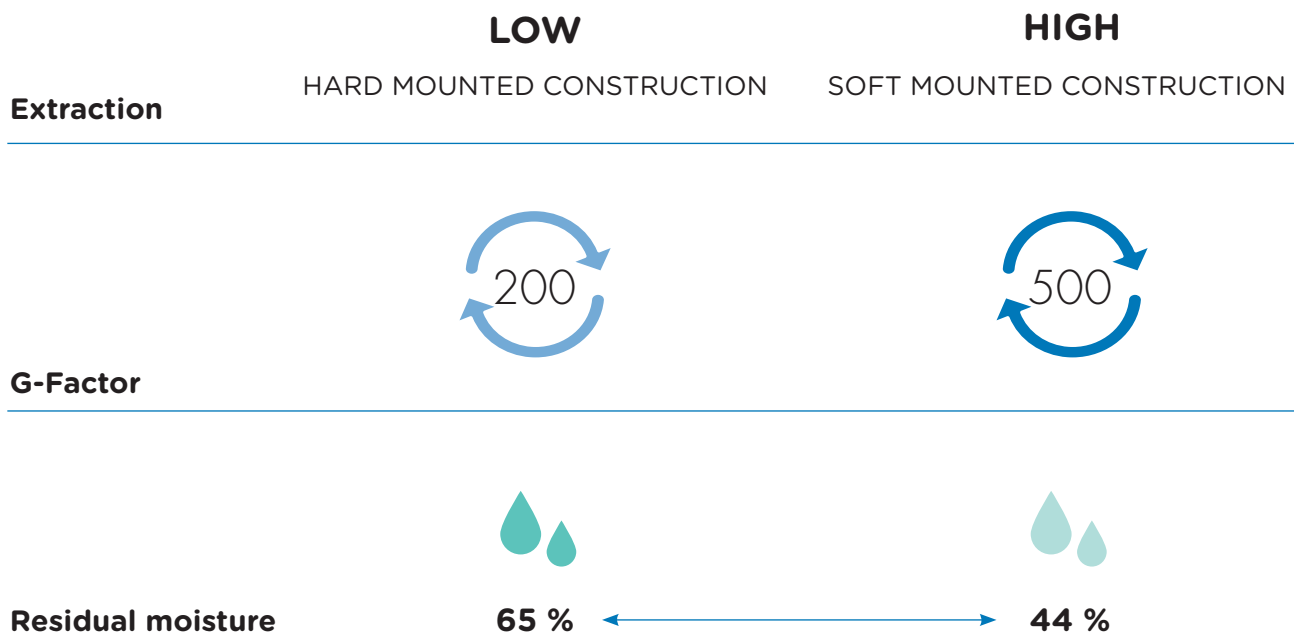 LOW HIGH
HARD MOUNTED CONSTRUCTION SOFT MOUNTED CONSTRUCTION
Extraction
200 500
G-Factor
Residual moisture 65 % 44 %